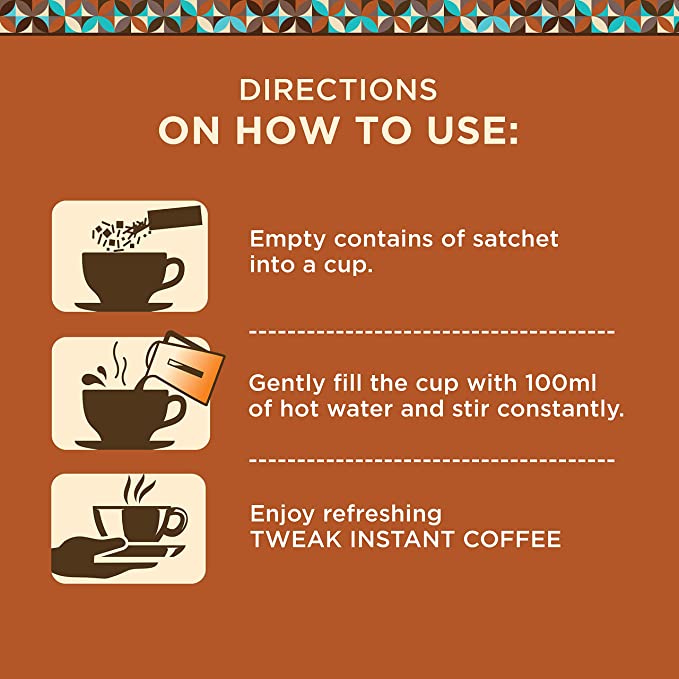 DIRECTIONS
ON HOW TO USE:
Empty contains of satchet
into a cup.
Gently fill the cup with 100ml
of hot water and stir constantly.
Enjoy refreshing
TWEAK INSTANT COFFEE